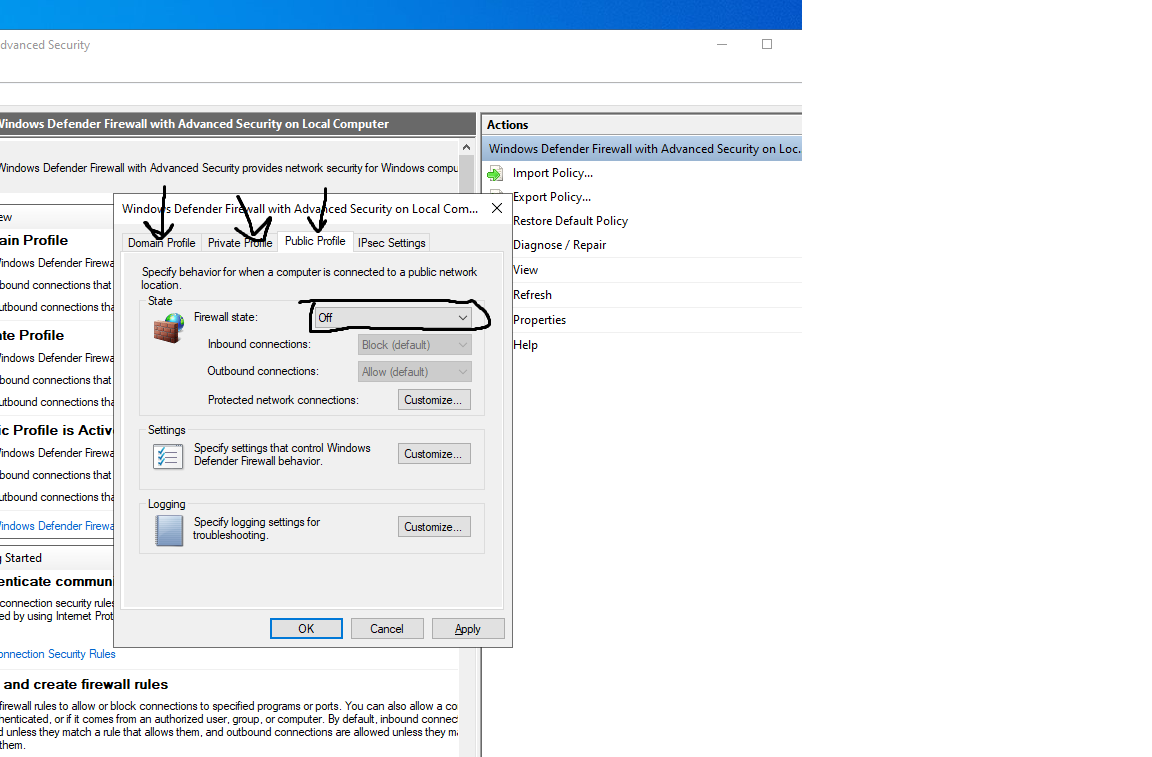 dvanced Security
Windows Defender Firewall with Advanced Security on Local Computer
Windows Defender Firewall with Advanced Security provides network security for Windows compu
ew
ain Profile
Windows Defender Firewa
bound connections that
utbound connections tha
ate Profile
Windows Defender Firewa
bound connections that
utbound connections tha
ic Profile is Active
Windows Defender Firewa
bound connections that
utbound connections tha
Windows Defender Firewa
g Started
enticate communi
connection security rules
ed by using Internet Prot
onnection Security Rules
and create firewall rules
firewall rules to allow or block connections to specified programs or ports. You can also allow a co
henticated, or if it comes from an authorized user, group, or computer. By default, inbound connect
d unless they match a rule that allows them, and outbound connections are allowed unless they ma
them.
Windows Defender Firewall with Advanced Security on Local Com...
Domain Profile Private Profile Public Profile IPsec Settings
Specify behavior for when a computer is connected to a public network
location.
State
Firewall state: Off
Inbound connections: Block (default)
Outbound connections: Allow (default)
Protected network connections: Customize...
Settings
Specify settings that control Windows
Defender Firewall behavior.
Customize...
Logging
Specify logging settings for
troubleshooting.
Customize...
OK Cancel Apply
Actions
Windows Defender Firewall with Advanced Security on Loc...
Import Policy...
Export Policy...
Restore Default Policy
Diagnose / Repair
View
Refresh
Properties
Help